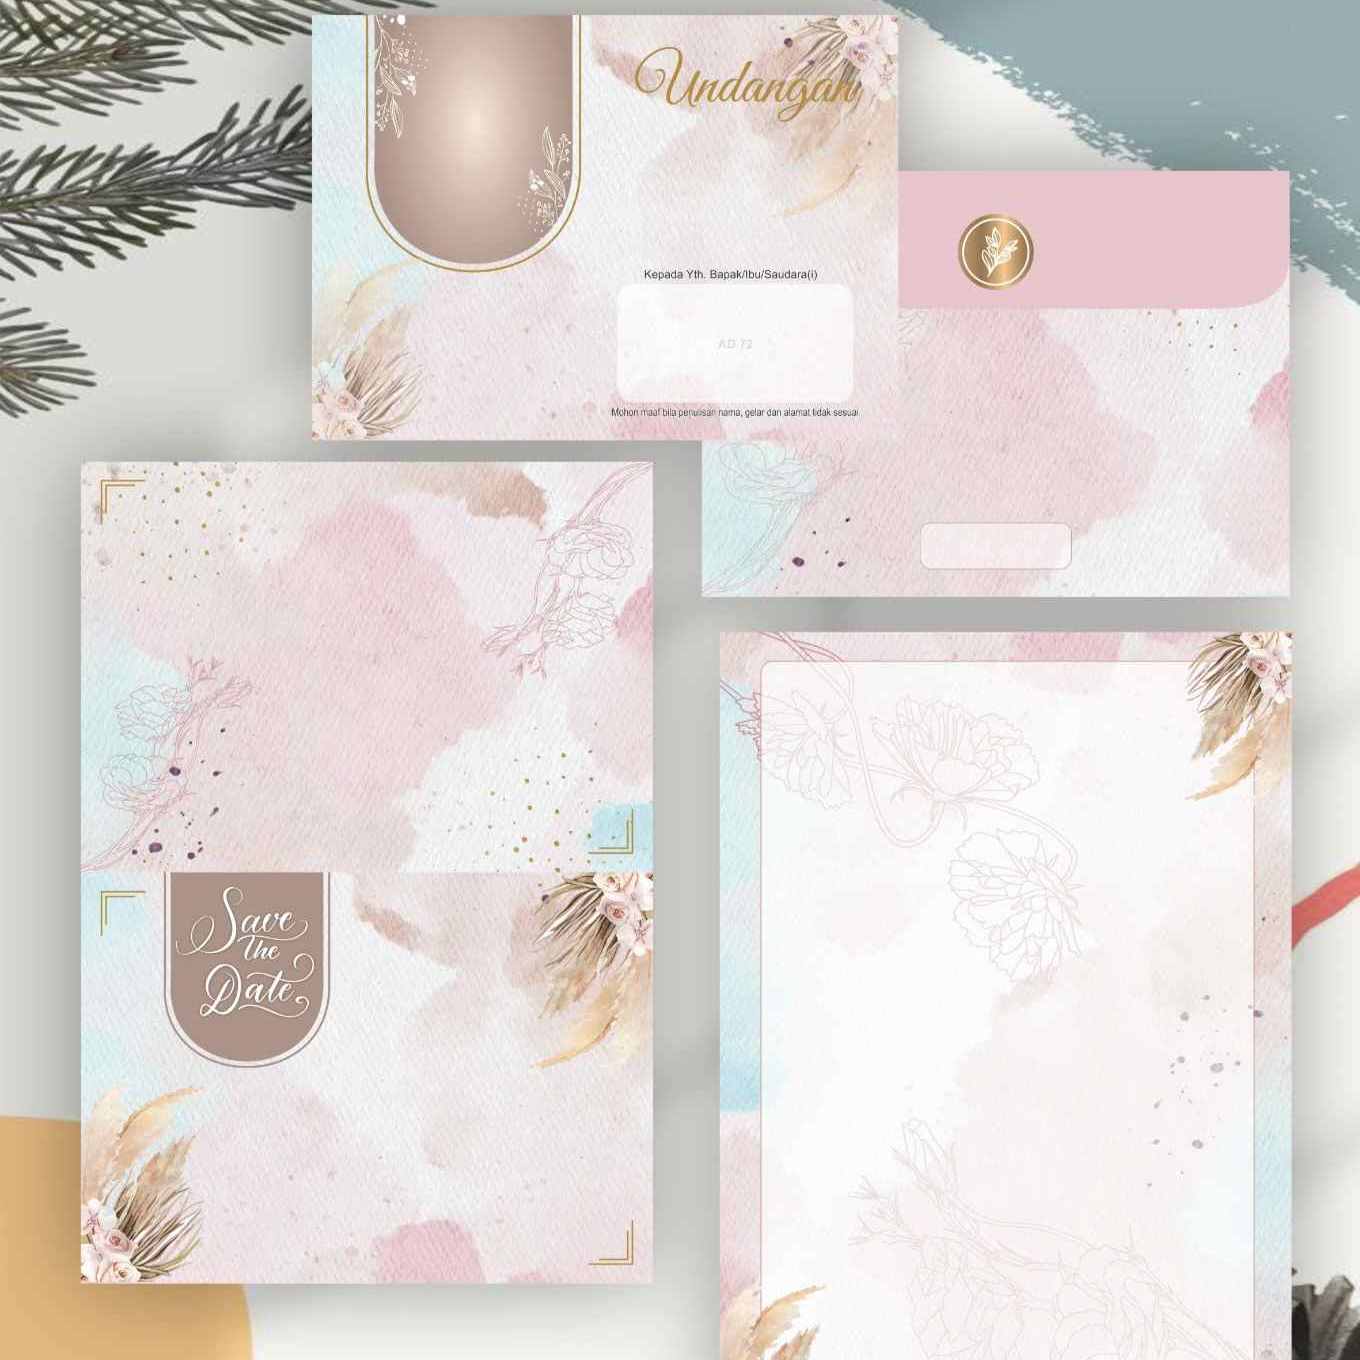 Undangan
Kepada Yth. Bapak/Ibu/Saudara(i)
AD 72
Mohon maaf bila penulisan nama, gelar dan alamat tidak sesuai
Save
The
Date